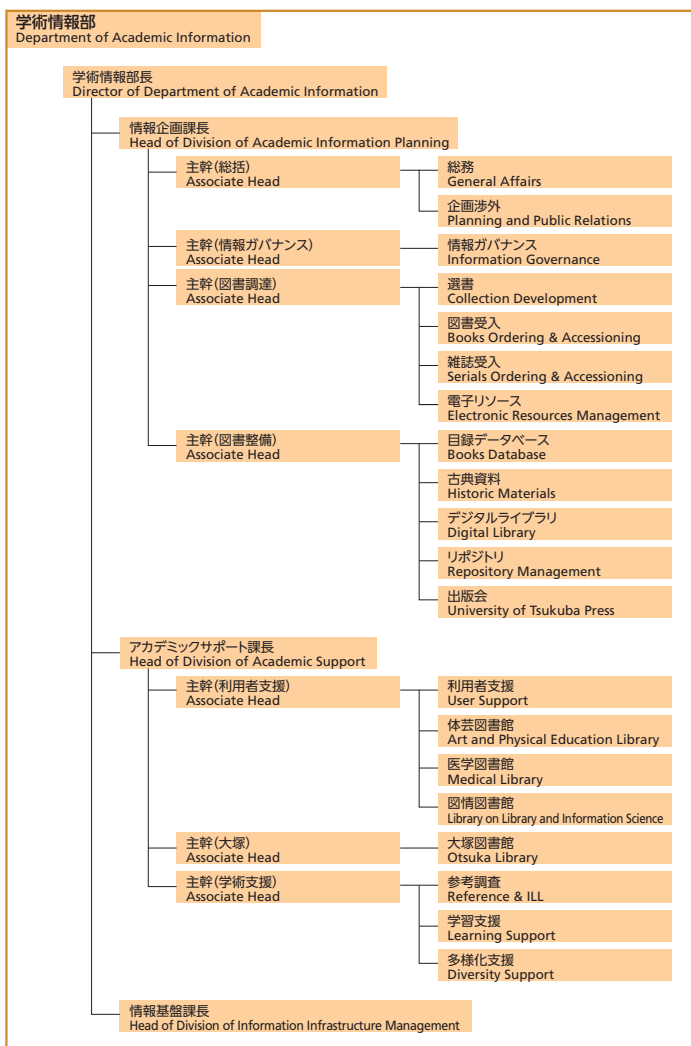 学術情報部
Department of Academic Information
学術情報部長
Director of Department of Academic Information
情報企画課長
Head of Division of Academic Information Planning
主幹(総括)
Associate Head
総務
General Affairs
企画渉外
Planning and Public Relations
主幹(情報ガバナンス)
Associate Head
情報ガバナンス
Information Governance
主幹(図書調達)
Associate Head
選書
Collection Development
図書受入
Books Ordering & Accessioning
雑誌受入
Serials Ordering & Accessioning
電子リソース
Electronic Resources Management
主幹(図書整備)
Associate Head
目録データベース
Books Database
古典資料
Historic Materials
デジタルライブラリ
Digital Library
リポジトリ
Repository Management
出版会
University of Tsukuba Press
アカデミックサポート課長
Head of Division of Academic Support
主幹(利用者支援)
Associate Head
利用者支援
User Support
体芸図書館
Art and Physical Education Library
医学図書館
Medical Library
図情図書館
Library on Library and Information Science
主幹(大塚)
Associate Head
大塚図書館
Otsuka Library
主幹(学術支援)
Associate Head
参考調査
Reference & ILL
学習支援
Learning Support
多様化支援
Diversity Support
情報基盤課長
Head of Division of Information Infrastructure Management